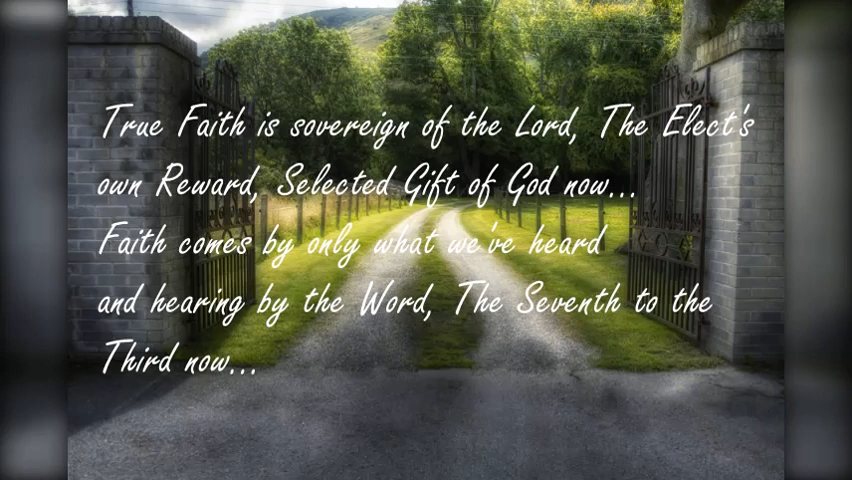 True Faith is sovereign of the Lord, The Elect's
own Reward, Selected Gift of God now...
Faith comes by only what we've heard
and hearing by the Word, The Seventh to the
Third now...